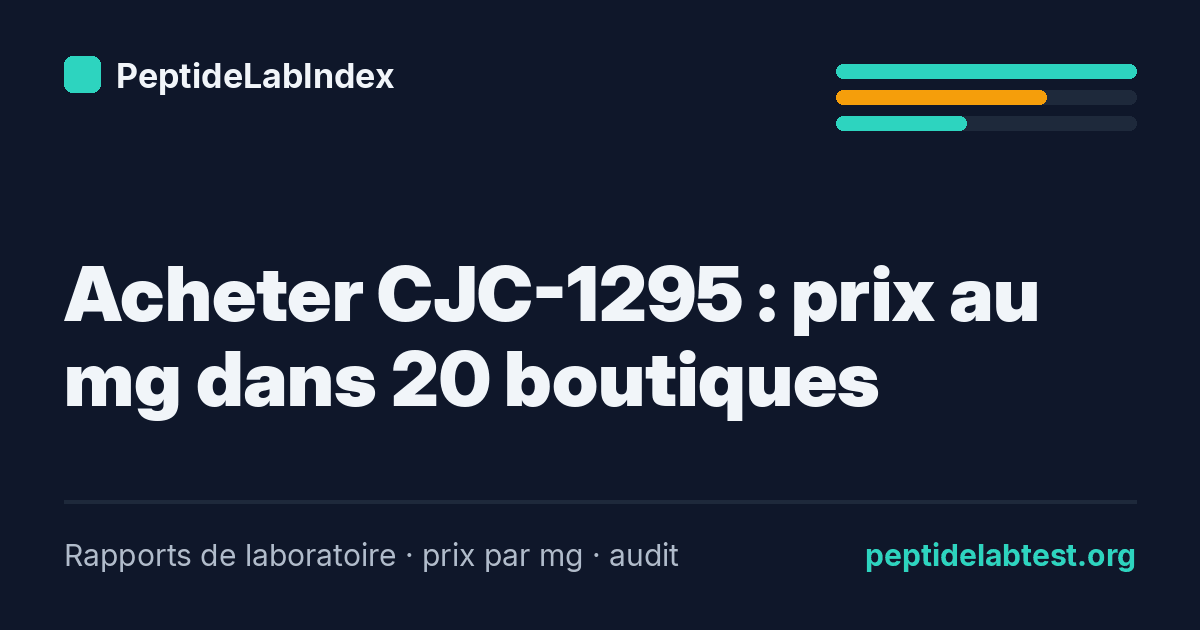 PeptideLabIndex
Acheter CJC-1295 : prix au
mg dans 20 boutiques
Rapports de laboratoire · prix par mg · audit
peptidelabtest.org